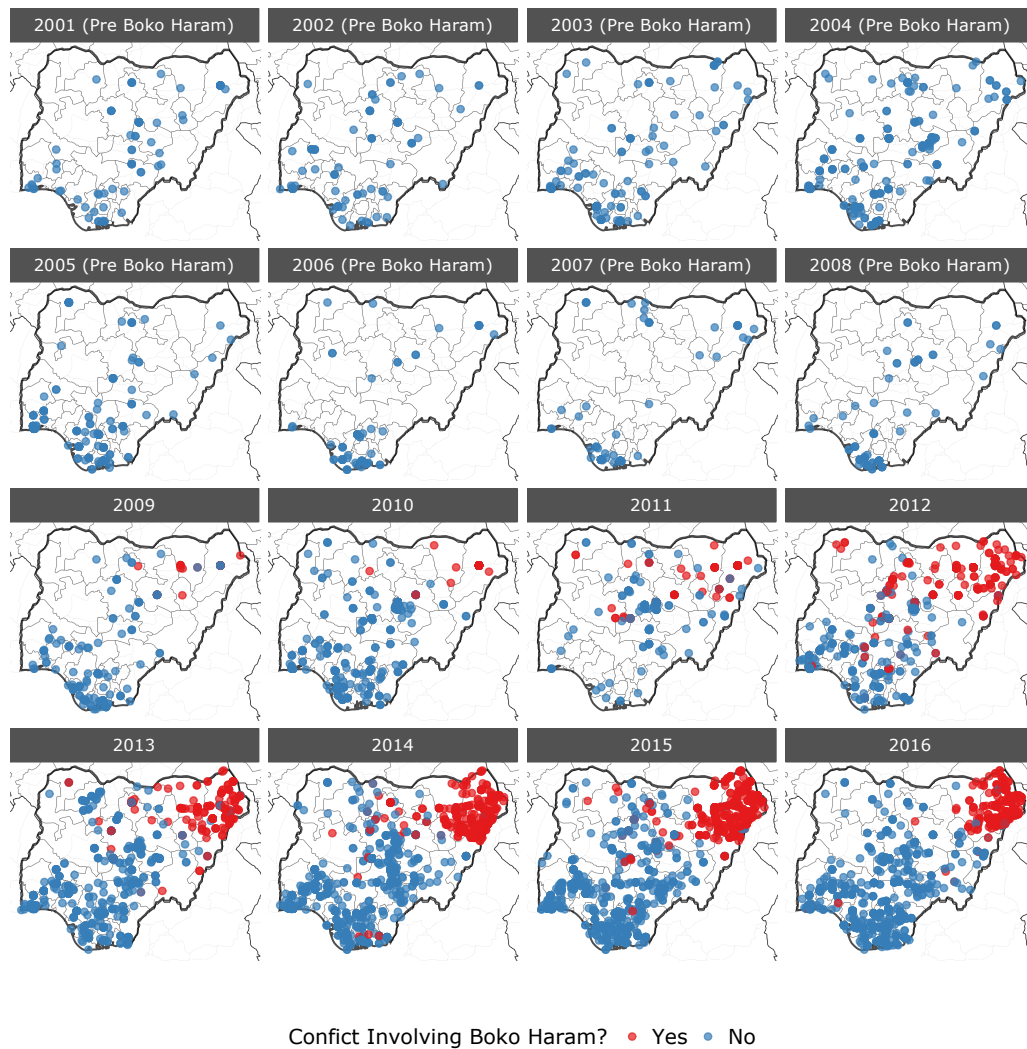 2001 (Pre Boko Haram)
2002 (Pre Boko Haram)
2003 (Pre Boko Haram)
2004 (Pre Boko Haram)
2005 (Pre Boko Haram)
2006 (Pre Boko Haram)
2007 (Pre Boko Haram)
2008 (Pre Boko Haram)
2009
2010
2011
2012
2013
2014
2015
2016
Confict Involving Boko Haram? Yes No